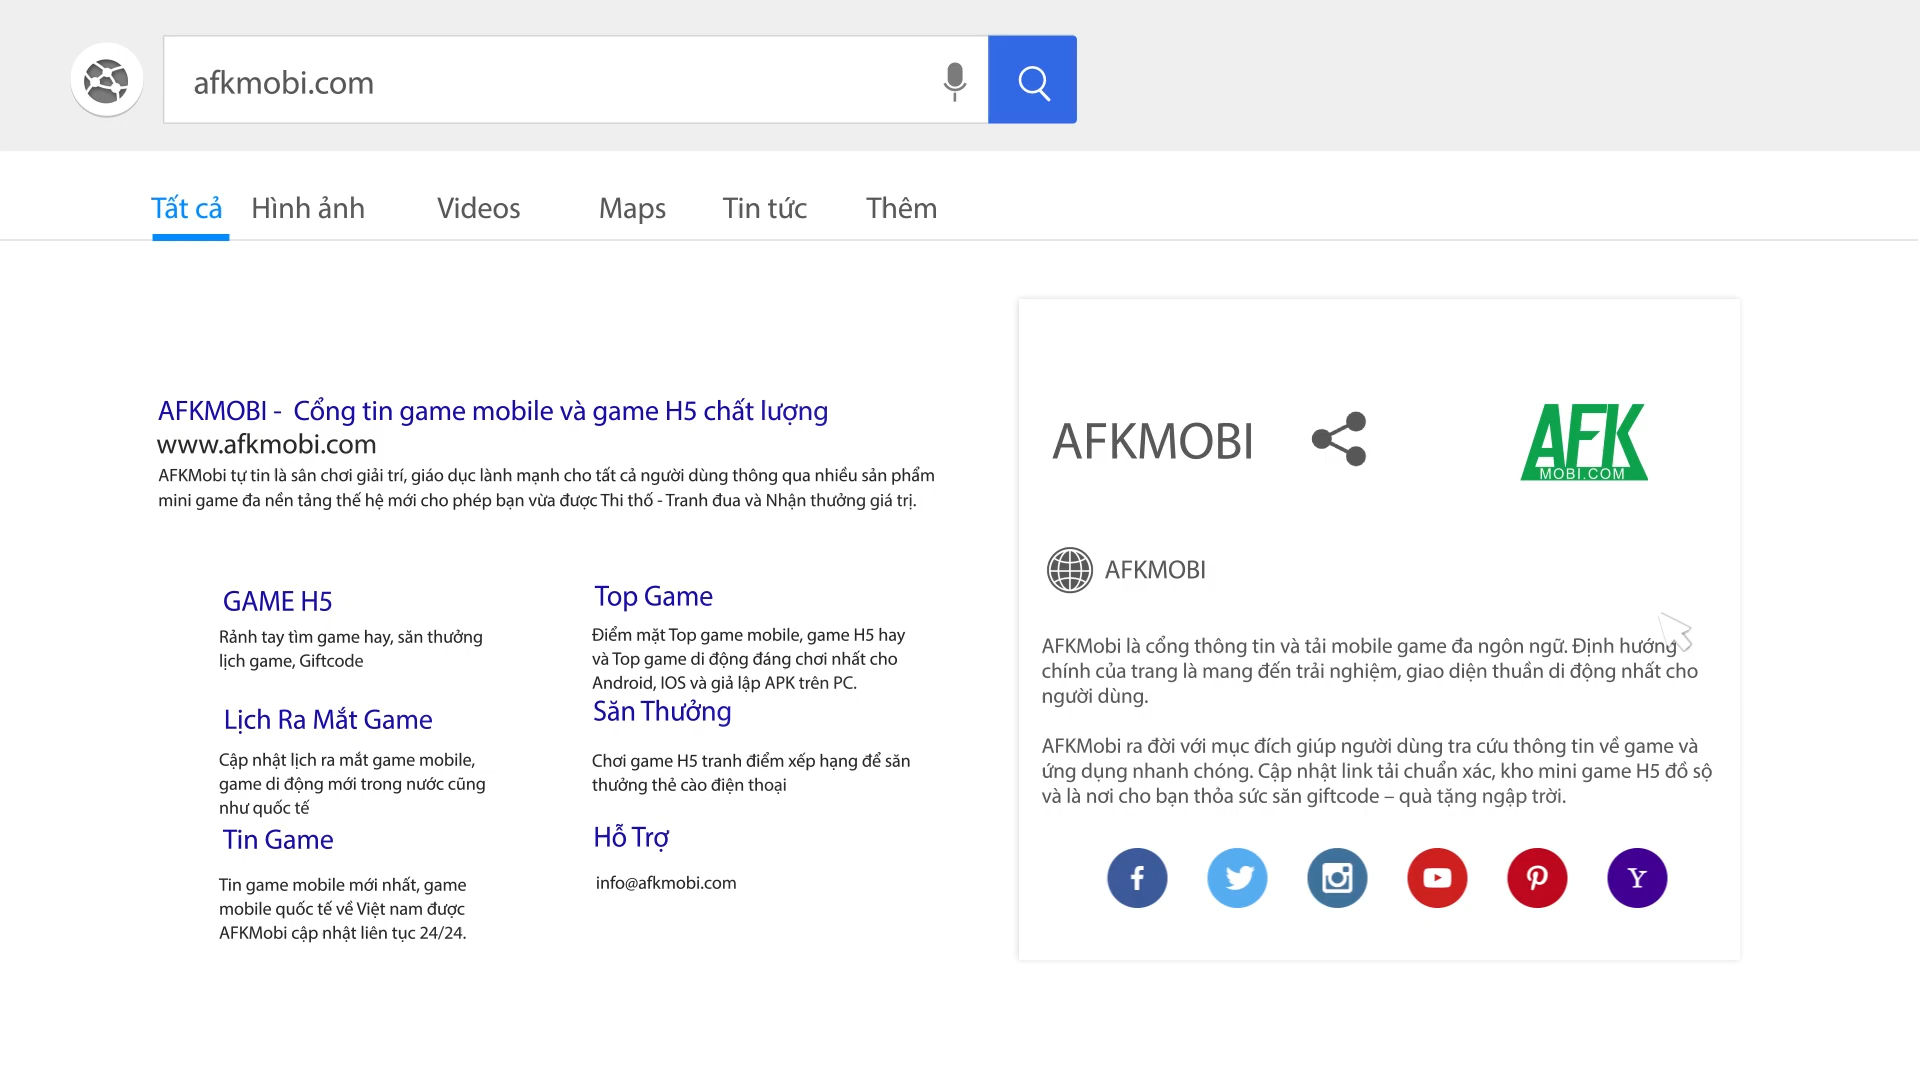 afkmobi.com
Tất cả
Hình ảnh
Videos
Maps
Tin tức
Thêm
AFKMOBI - Cổng tin game mobile và game H5 chất lượng
www.afkmobi.com
AFKMobi tự tin là sân chơi giải trí, giáo dục lành mạnh cho tất cả người dùng thông qua nhiều sản phẩm
mini game đa nền tảng thế hệ mới cho phép bạn vừa được Thi thố - Tranh đua và Nhận thưởng giá trị.
GAME H5
Rảnh tay tìm game hay, săn thưởng
lịch game, Giftcode
Lịch Ra Mắt Game
Cập nhật lịch ra mắt game mobile,
game di động mới trong nước cũng
như quốc tế
Tin Game
Tin game mobile mới nhất, game
mobile quốc tế về Việt nam được
AFKMobi cập nhật liên tục 24/24.
Top Game
Điểm mặt Top game mobile, game H5 hay
và Top game di động đáng chơi nhất cho
Android, IOS và giả lập APK trên PC.
Săn Thưởng
Chơi game H5 tranh điểm xếp hạng để săn
thưởng thẻ cào điện thoại
Hỗ Trợ
info@afkmobi.com
AFKMOBI
AFK
MOBI.COM
AFKMOBI
AFKMobi là cổng thông tin và tải mobile game đa ngôn ngữ. Định hướng
chính của trang là mang đến trải nghiệm, giao diện thuần di động nhất cho
người dùng.
AFKMobi ra đời với mục đích giúp người dùng tra cứu thông tin về game và
ứng dụng nhanh chóng. Cập nhật link tải chuẩn xác, kho mini game H5 đồ sộ
và là nơi cho bạn thỏa sức săn giftcode – quà tặng ngập trời.